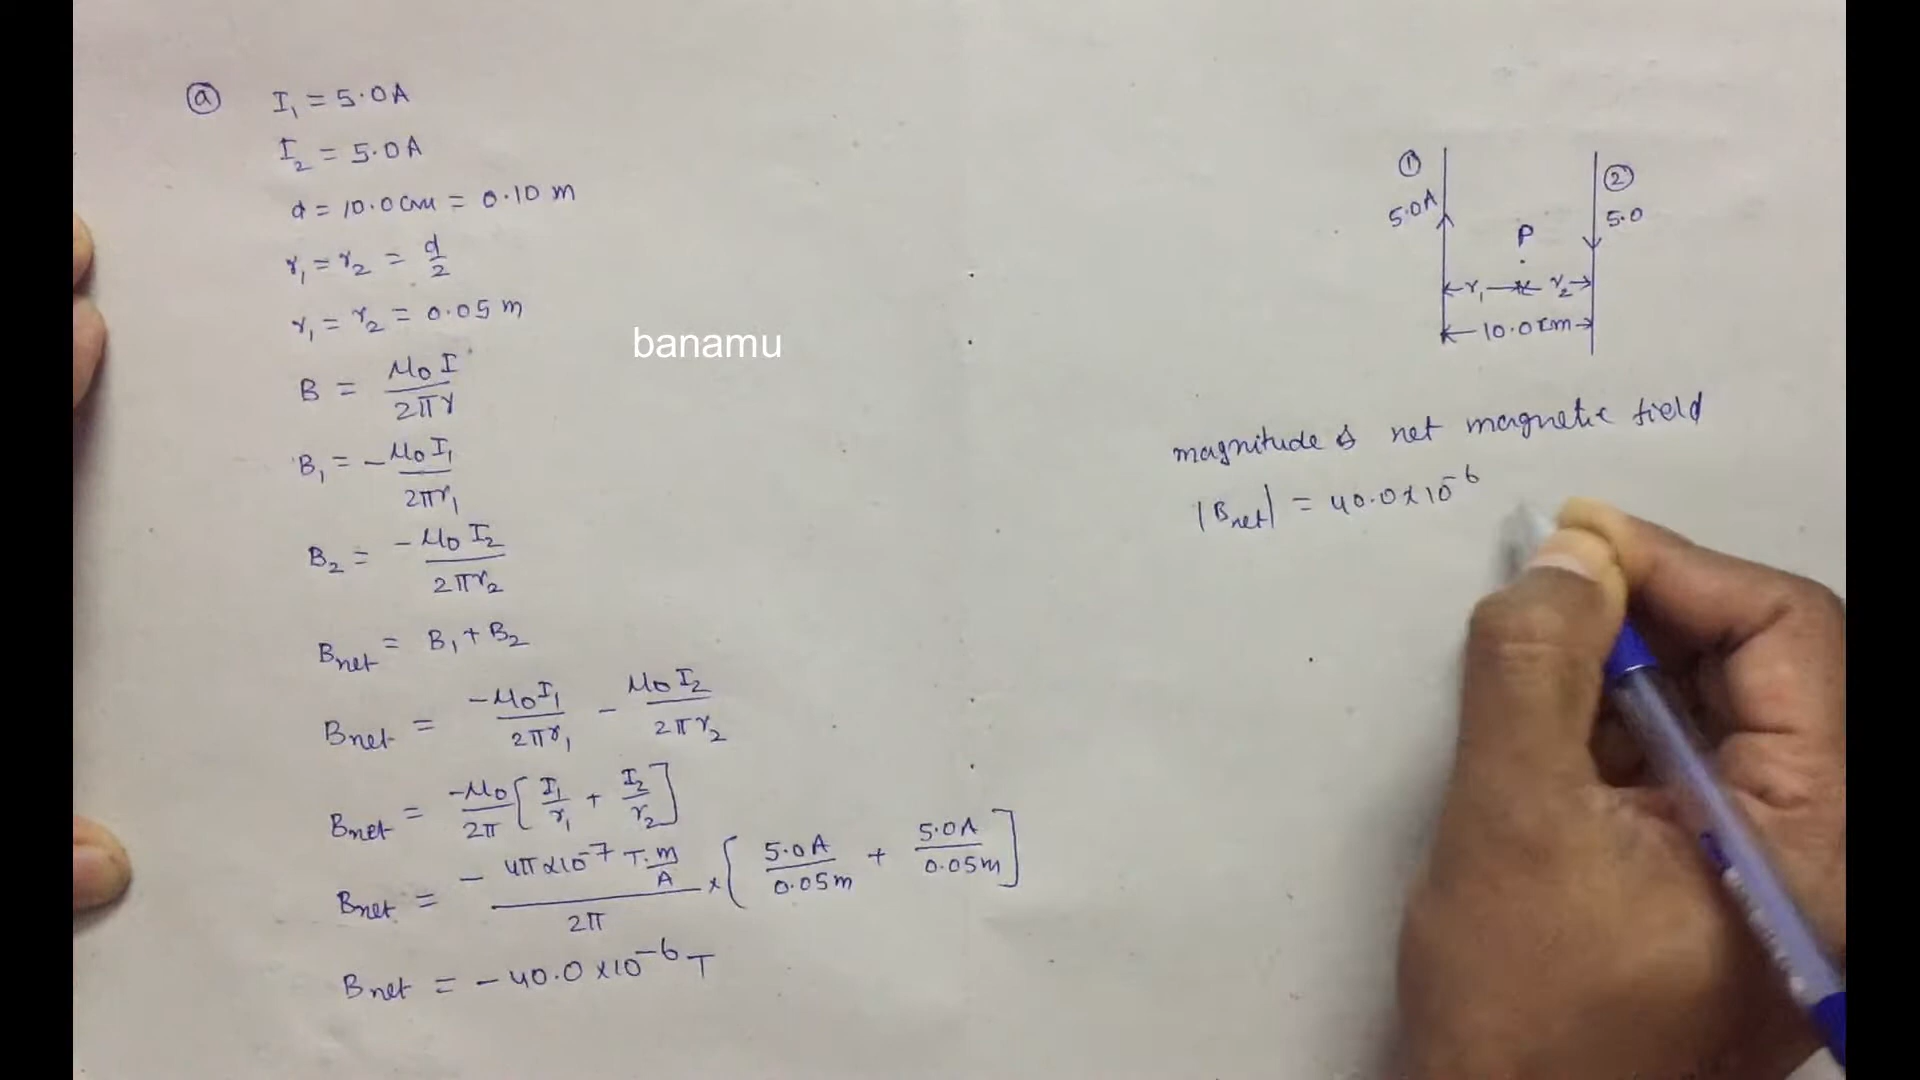 ⓐ I₁ = 5.0A
I₂ = 5.0A
d = 10.0cm = 0.10 m
r₁ = r₂ = d/2
r₁ = r₂ = 0.05 m
B = μ₀I/2πr
B₁ = -μ₀I₁/2πr₁
B₂ = -μ₀I₂/2πr₂
Bnet = B₁ + B₂
Bnet = -μ₀I₁/2πr₁ - μ₀I₂/2πr₂
Bnet = -μ₀/2π [I₁/r₁ + I₂/r₂]
Bnet = - 4π×10⁻⁷ T.m/A / 2π × [5.0A/0.05m + 5.0A/0.05m]
Bnet = -40.0 ×10⁻⁶ T
banamu
① ②
5.0A 5.0
P
r₁ r₂
10.0cm
magnitude of net magnetic field
|Bnet| = 40.0×10⁻⁶